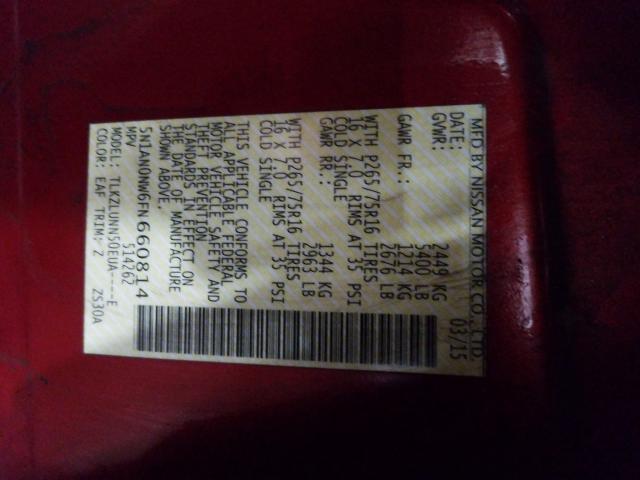 MFD BY NISSAN MOTOR CO., LTD.
DATE: 03/15
GVWR: 2449 KG
5400 LB
GAWR FR.: 1214 KG
2676 LB
WITH P265/75R16 TIRES
16 X 7.0 RIMS AT 35 PSI
COLD SINGLE
GAWR RR.: 1344 KG
2963 LB
WITH P265/75R16 TIRES
16 X 7.0 RIMS AT 35 PSI
COLD SINGLE
THIS VEHICLE CONFORMS TO
ALL APPLICABLE FEDERAL
MOTOR VEHICLE SAFETY AND
THEFT PREVENTION
STANDARDS IN EFFECT ON
THE DATE OF MANUFACTURE
SHOWN ABOVE.
5N1AN0NW6FN660814
MPV 514262
MODEL: TLKZLUNN50EUA----E
COLOR: EAF TRIM: Z ZS30A